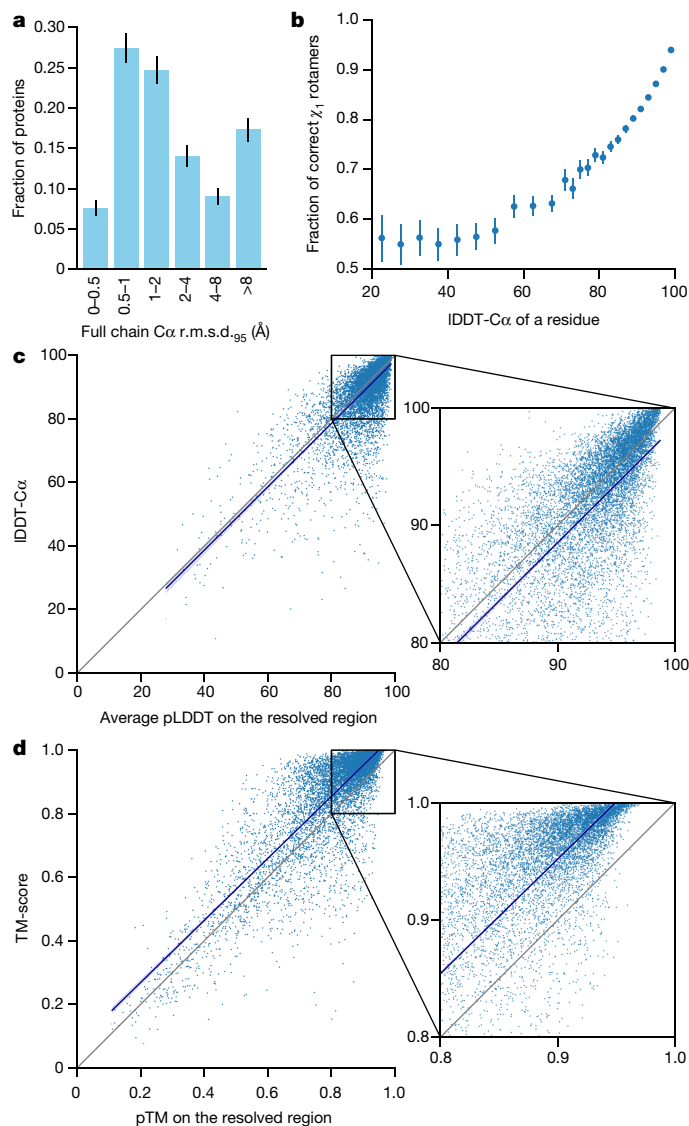 a
Fraction of proteins
0.30
0.25
0.20
0.15
0.10
0.05
0
0–0.5
0.5–1
1–2
2–4
4–8
>8
Full chain Cα r.m.s.d.₉₅ (Å)
b
Fraction of correct χ₁ rotamers
1.0
0.9
0.8
0.7
0.6
0.5
20 40 60 80 100
lDDT-Cα of a residue
c
lDDT-Cα
100
80
60
40
20
0
0 20 40 60 80 100
Average pLDDT on the resolved region
100
90
80
80 90 100
d
TM-score
1.0
0.8
0.6
0.4
0.2
0
0 0.2 0.4 0.6 0.8 1.0
pTM on the resolved region
1.0
0.9
0.8
0.8 0.9 1.0